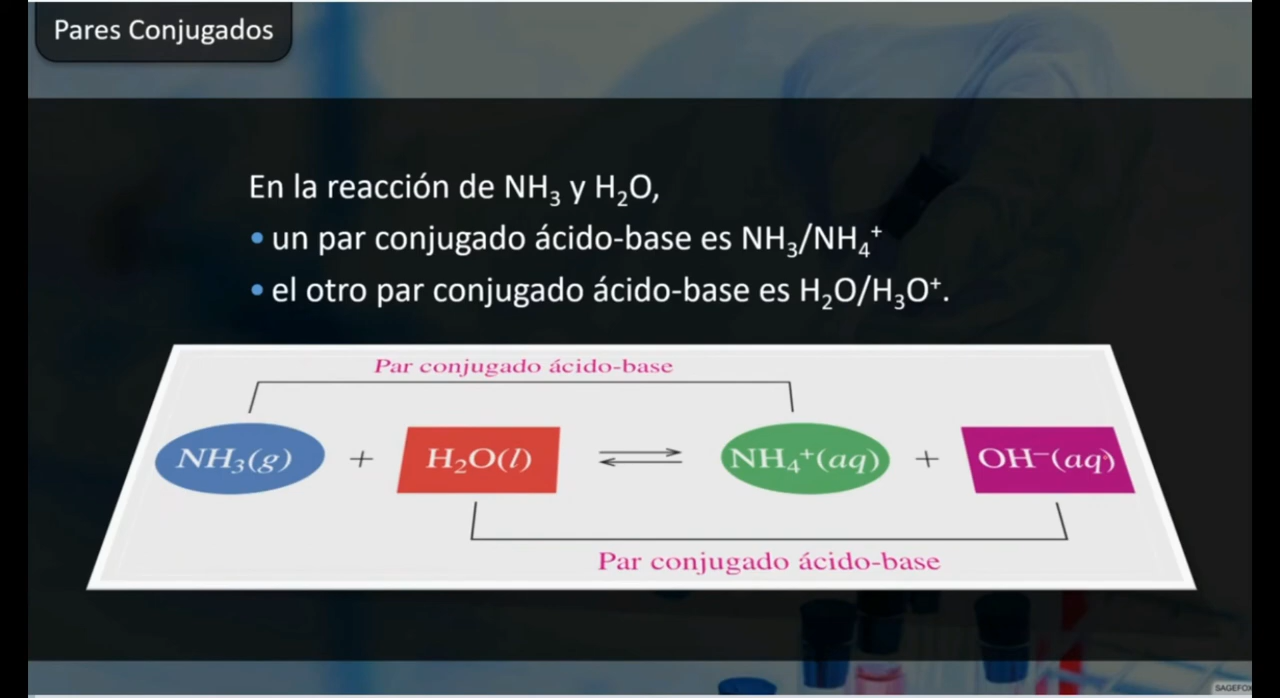 Pares Conjugados
En la reacción de NH₃ y H₂O,
• un par conjugado ácido-base es NH₃/NH₄⁺
• el otro par conjugado ácido-base es H₂O/H₃O⁺.
Par conjugado ácido-base
NH₃(g) + H₂O(l) ⇌ NH₄⁺(aq) + OH⁻(aq)
Par conjugado ácido-base
SAGEFOX